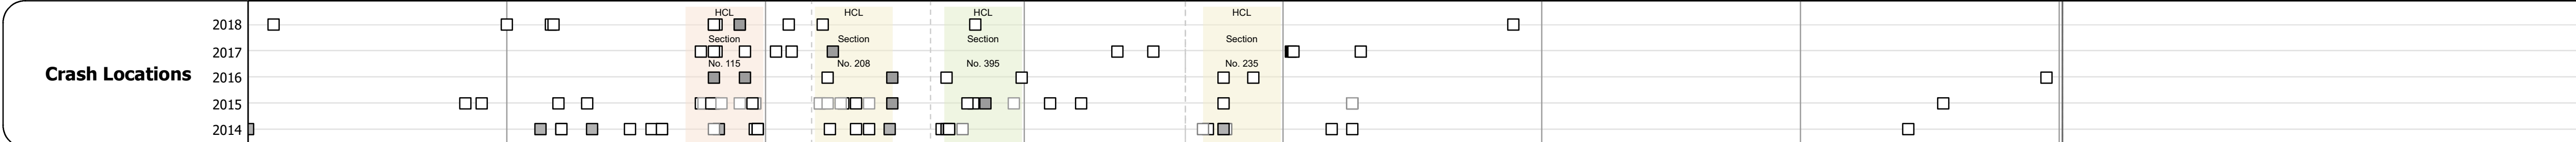 Crash Locations
2018
2017
2016
2015
2014
HCL
Section
No. 115
HCL
Section
No. 208
HCL
Section
No. 395
HCL
Section
No. 235